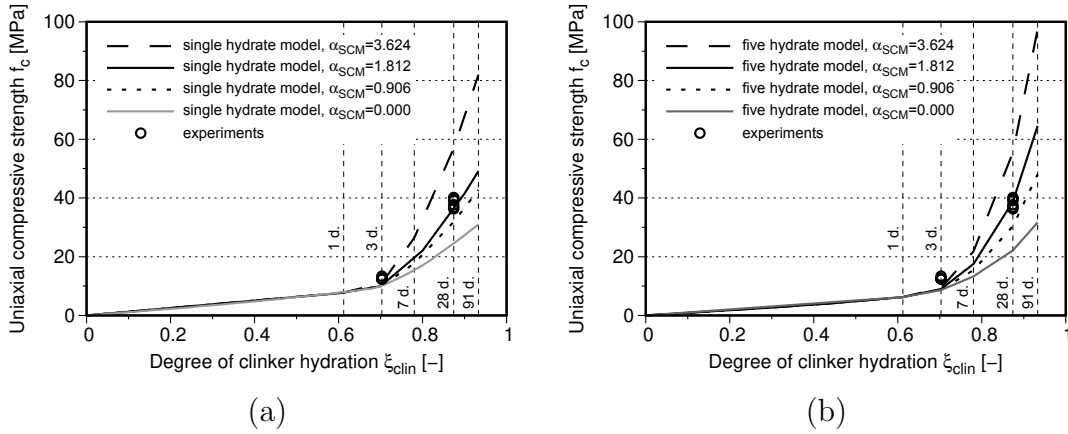 Uniaxial compressive strength f_c [MPa]
100
80
60
40
20
0
single hydrate model, α_SCM=3.624
single hydrate model, α_SCM=1.812
single hydrate model, α_SCM=0.906
single hydrate model, α_SCM=0.000
experiments
1 d.
3 d.
7 d.
28 d.
91 d.
0 0.2 0.4 0.6 0.8 1
Degree of clinker hydration ξ_clin [−]
(a)
Uniaxial compressive strength f_c [MPa]
100
80
60
40
20
0
five hydrate model, α_SCM=3.624
five hydrate model, α_SCM=1.812
five hydrate model, α_SCM=0.906
five hydrate model, α_SCM=0.000
experiments
1 d.
3 d.
7 d.
28 d.
91 d.
0 0.2 0.4 0.6 0.8 1
Degree of clinker hydration ξ_clin [−]
(b)